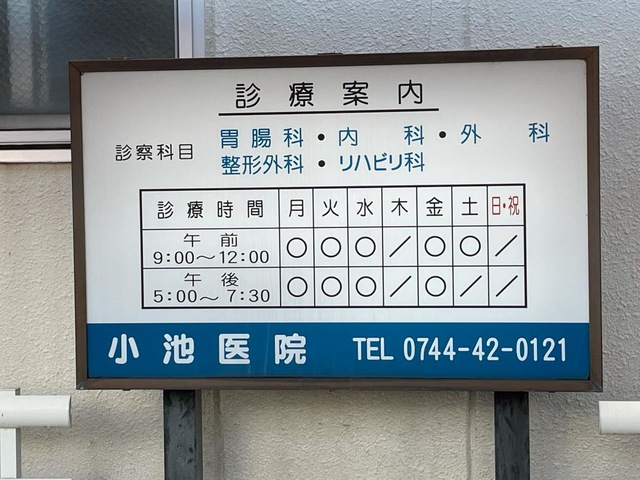 診療案内
診察科目 胃腸科・内科・外科
整形外科・リハビリ科
診療時間 月 火 水 木 金 土 日・祝
午前
9:00～12:00 ○ ○ ○ ／ ○ ○ ／
午後
5:00～7:30 ○ ○ ○ ／ ○ ／ ／
小池医院 TEL 0744-42-0121